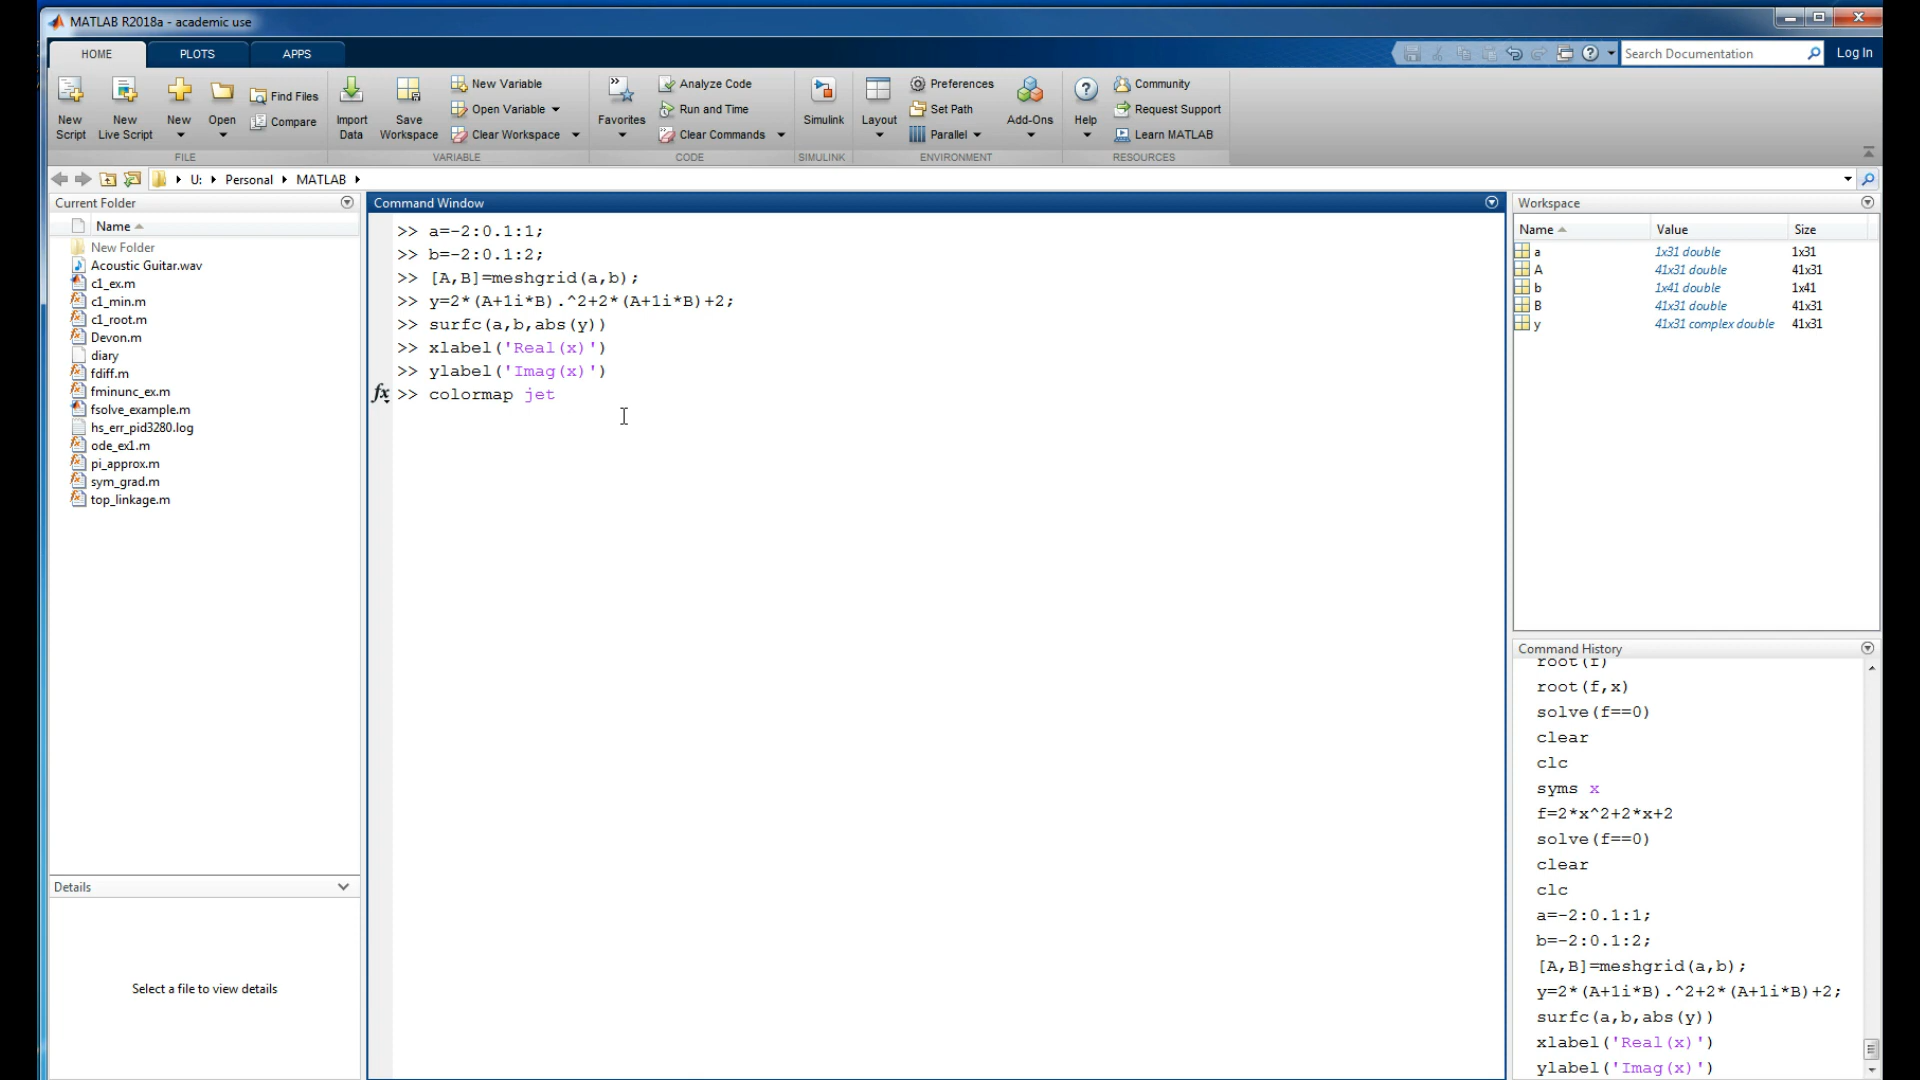 MATLAB R2018a - academic use
HOME
PLOTS
APPS
Search Documentation
Log In
New Script
New Live Script
New
Open
Find Files
Compare
Import Data
Save Workspace
New Variable
Open Variable
Clear Workspace
Favorites
Analyze Code
Run and Time
Clear Commands
Simulink
Layout
Preferences
Set Path
Parallel
Add-Ons
Help
Community
Request Support
Learn MATLAB
FILE
VARIABLE
CODE
SIMULINK
ENVIRONMENT
RESOURCES
U:
Personal
MATLAB
Current Folder
Name
New Folder
Acoustic Guitar.wav
c1_ex.m
c1_min.m
c1_root.m
Devon.m
diary
fdiff.m
fminunc_ex.m
fsolve_example.m
hs_err_pid3280.log
ode_ex1.m
pi_approx.m
sym_grad.m
top_linkage.m
Details
Select a file to view details
Command Window
>> a=-2:0.1:1;
>> b=-2:0.1:2;
>> [A,B]=meshgrid(a,b);
>> y=2*(A+1i*B).^2+2*(A+1i*B)+2;
>> surfc(a,b,abs(y))
>> xlabel('Real(x)')
>> ylabel('Imag(x)')
fx >> colormap jet
Workspace
Name Value Size
a 1x31 double 1x31
A 41x31 double 41x31
b 1x41 double 1x41
B 41x31 double 41x31
y 41x31 complex double 41x31
Command History
root(f)
root(f,x)
solve(f==0)
clear
clc
syms x
f=2*x^2+2*x+2
solve(f==0)
clear
clc
a=-2:0.1:1;
b=-2:0.1:2;
[A,B]=meshgrid(a,b);
y=2*(A+1i*B).^2+2*(A+1i*B)+2;
surfc(a,b,abs(y))
xlabel('Real(x)')
ylabel('Imag(x)')